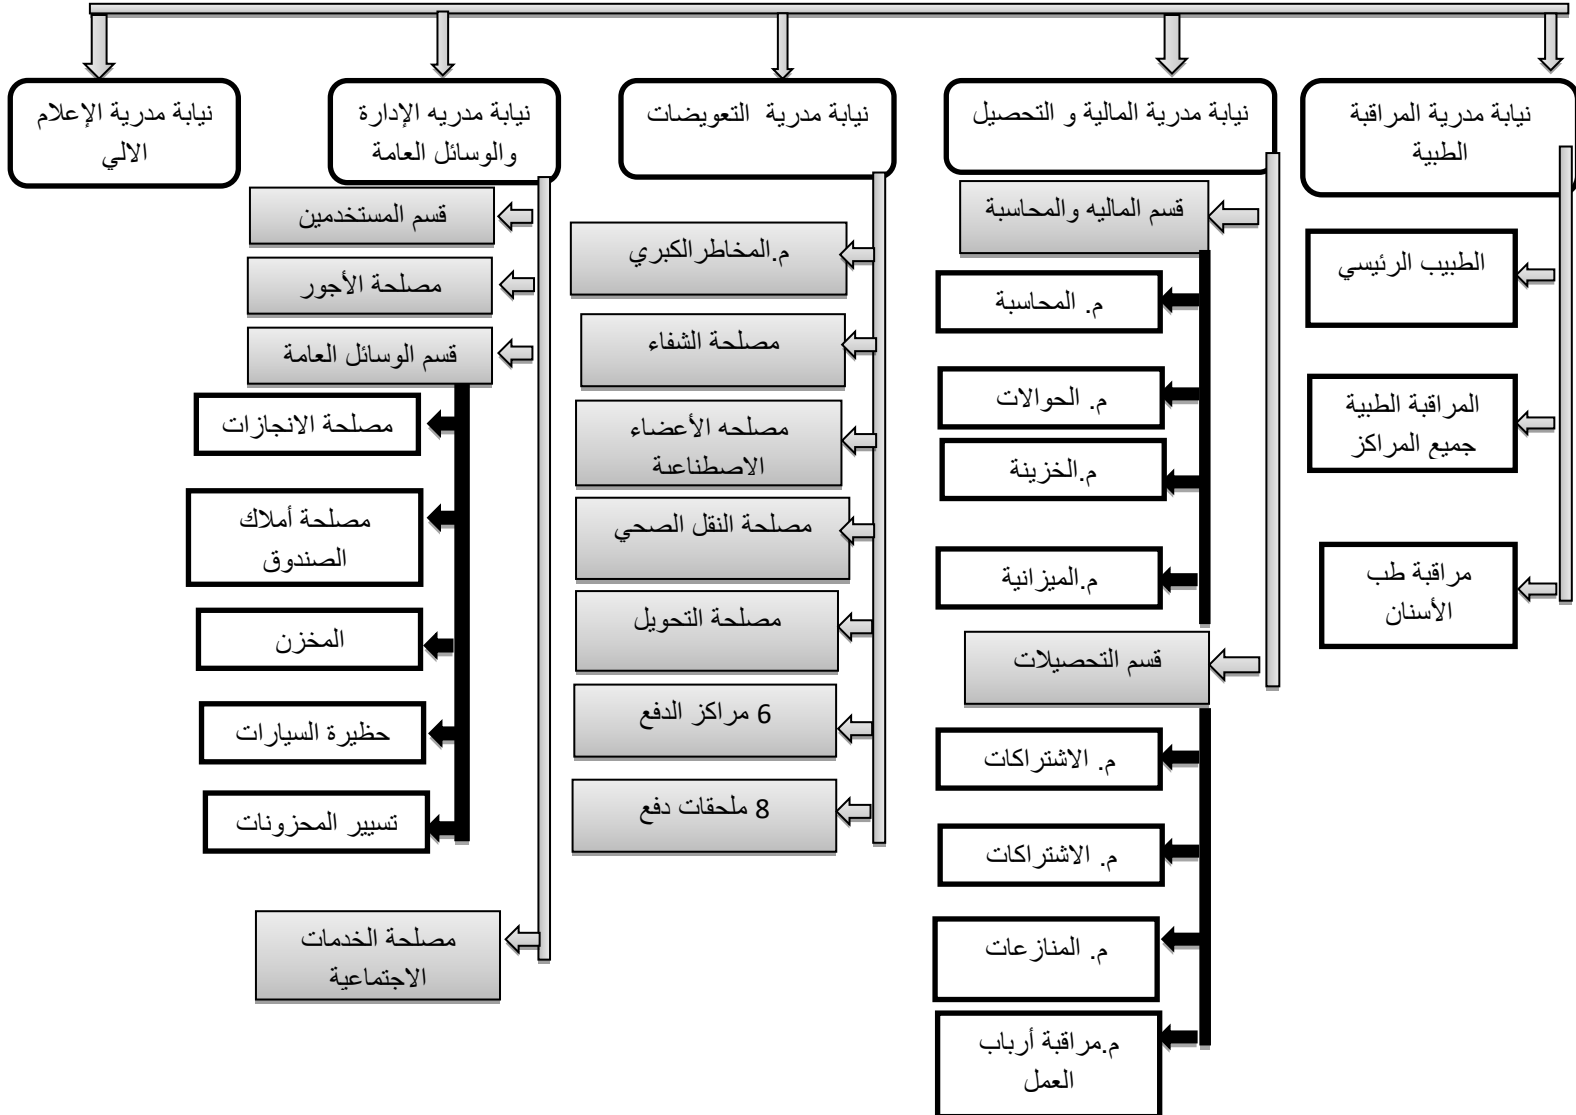 نيابة مدرية المراقبة
الطبية
الطبيب الرئيسي
المراقبة الطبية
جميع المراكز
مراقبة طب
الأسنان
نيابة مدرية المالية و التحصيل
قسم الماليه والمحاسبة
م. المحاسبة
م. الحوالات
م.الخزينة
م.الميزانية
قسم التحصيلات
م. الاشتراكات
م. الاشتراكات
م. المنازعات
م.مراقبة أرباب
العمل
نيابة مدرية التعويضات
م.المخاطر الكبري
مصلحة الشفاء
مصلحه الأعضاء
الاصطناعية
مصلحة النقل الصحي
مصلحة التحويل
6 مراكز الدفع
8 ملحقات دفع
نيابة مدريه الإدارة
والوسائل العامة
قسم المستخدمين
مصلحة الأجور
قسم الوسائل العامة
مصلحة الانجازات
مصلحة أملاك
الصندوق
المخزن
حظيرة السيارات
تسيير المحزونات
مصلحة الخدمات
الاجتماعية
نيابة مدرية الإعلام
الالي